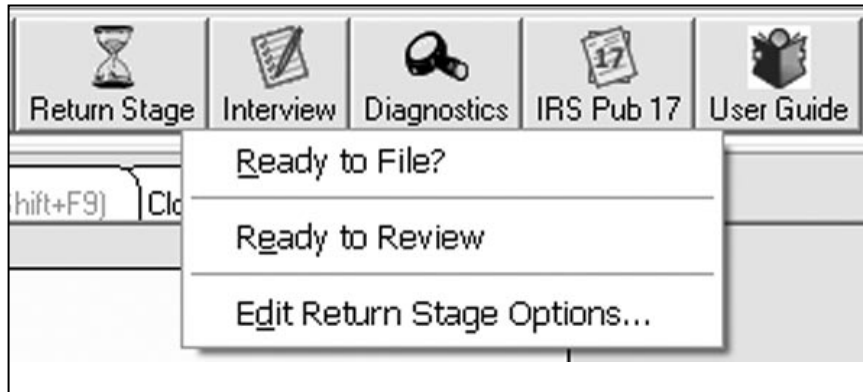 Return Stage
Interview
Diagnostics
IRS Pub 17
User Guide
17
Ready to File?
hift+F9)
Clo
Ready to Review
Edit Return Stage Options...